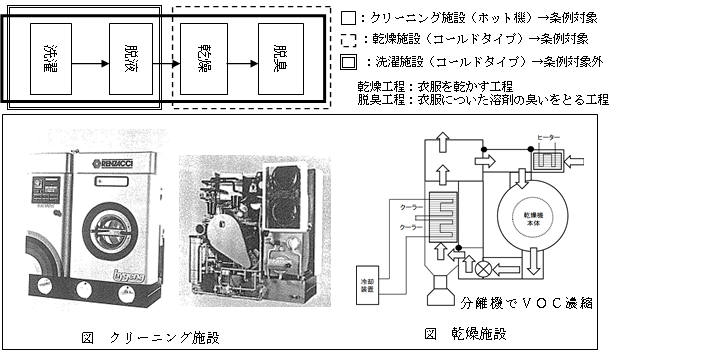 洗濯
脱液
乾燥
脱臭
：クリーニング施設（ホット機）→条例対象
：乾燥施設（コールドタイプ）→条例対象
：洗濯施設（コールドタイプ）→条例対象外
乾燥工程：衣服を乾かす工程
脱臭工程：衣服についた溶剤の臭いをとる工程
RENZACCI
ヒーター
クーラー
クーラー
乾燥機
本体
冷却
装置
分離機でＶＯＣ濃縮
図　クリーニング施設
図　乾燥施設